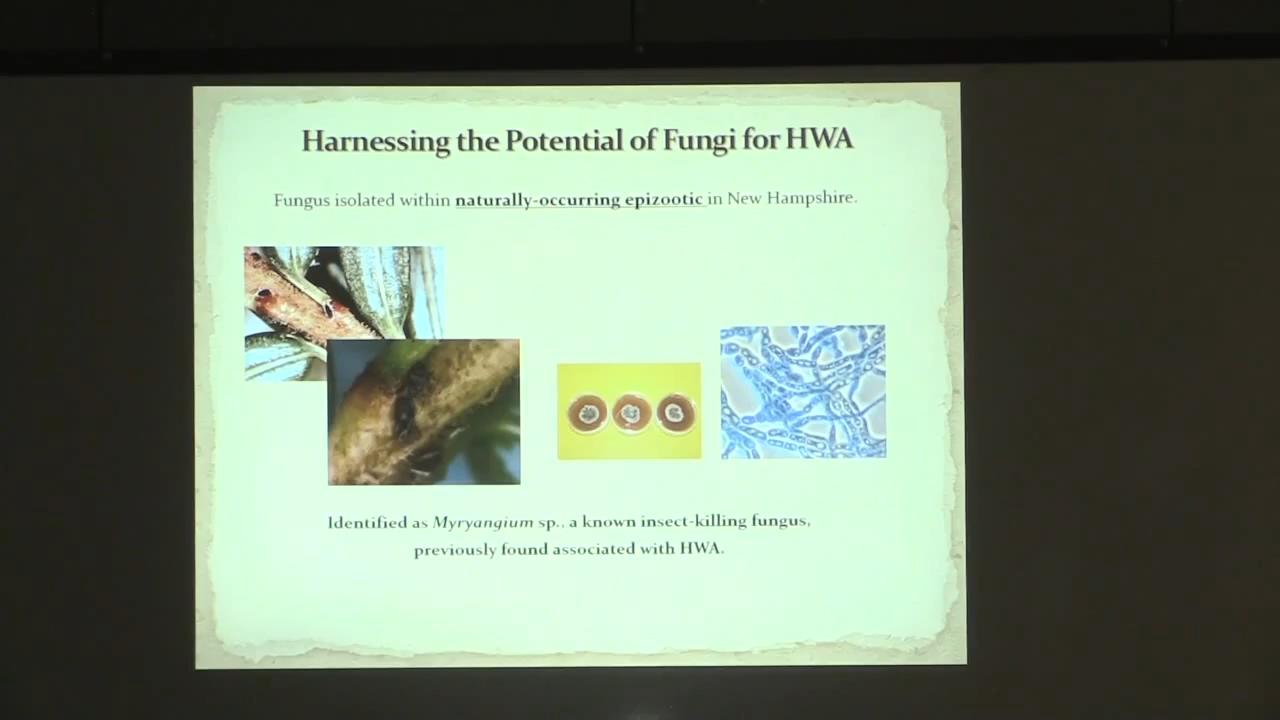 Harnessing the Potential of Fungi for HWA
Fungus isolated within naturally-occurring epizootic in New Hampshire.
Identified as Myryangium sp., a known insect-killing fungus,
previously found associated with HWA.